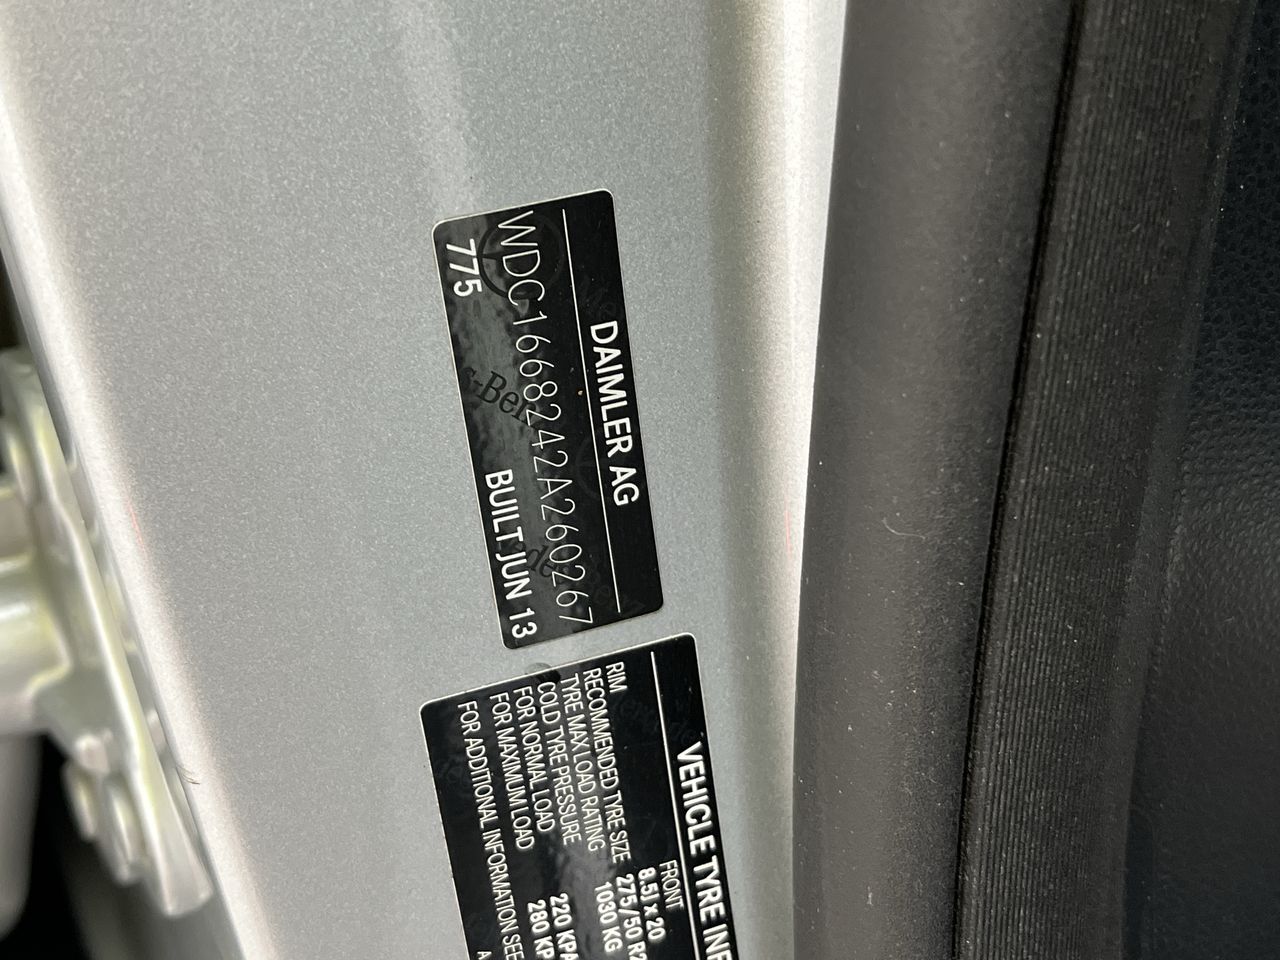 DAIMLER AG
WDC1668242A260267
775 BUILT JUN 13
VEHICLE TYRE
FRONT
RIM 8.5J x 20
RECOMMENDED TYRE SIZE 275/50
TYRE MAX LOAD RATING 1030 KG
COLD TYRE PRESSURE
FOR NORMAL LOAD 220 KPA
FOR MAXIMUM LOAD 280
FOR ADDITIONAL INFORMATION SEE